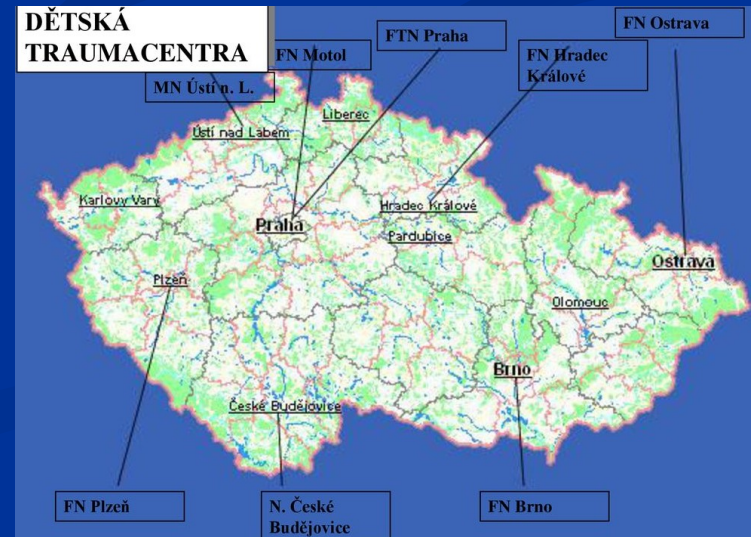 DĚTSKÁ
TRAUMACENTRA
FN Motol
FTN Praha
FN Hradec
Králové
FN Ostrava
MN Ústí n. L.
Liberec
Ústí nad Labem
Karlovy Vary
Praha
Hradec Králové
Pardubice
Plzeň
Ostrava
Olomouc
Brno
České Budějovice
FN Plzeň
N. České
Budějovice
FN Brno